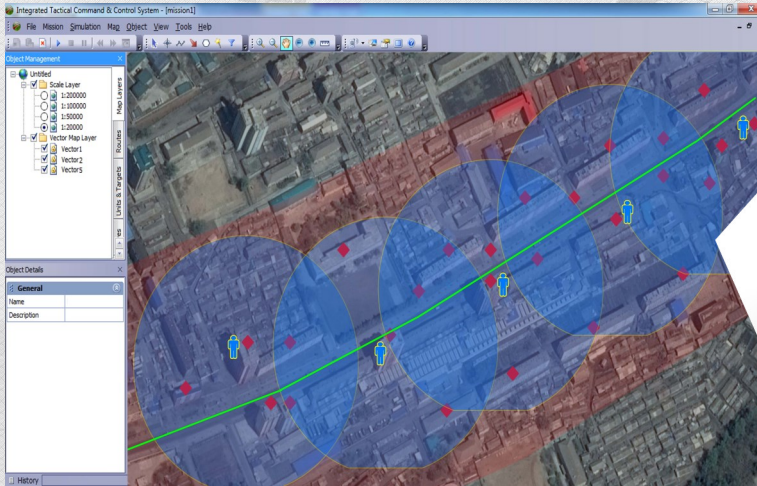 Integrated Tactical Command & Control System - [mission1]
File Mission Simulation Map Object View Tools Help
Object Management
Untitled
Scale Layer
1:200000
1:100000
1:50000
1:20000
Vector Map Layer
Vector1
Vector2
Vector5
Map Layers
Routes
Units & Targets
es
Object Details
General
Name
Description
History